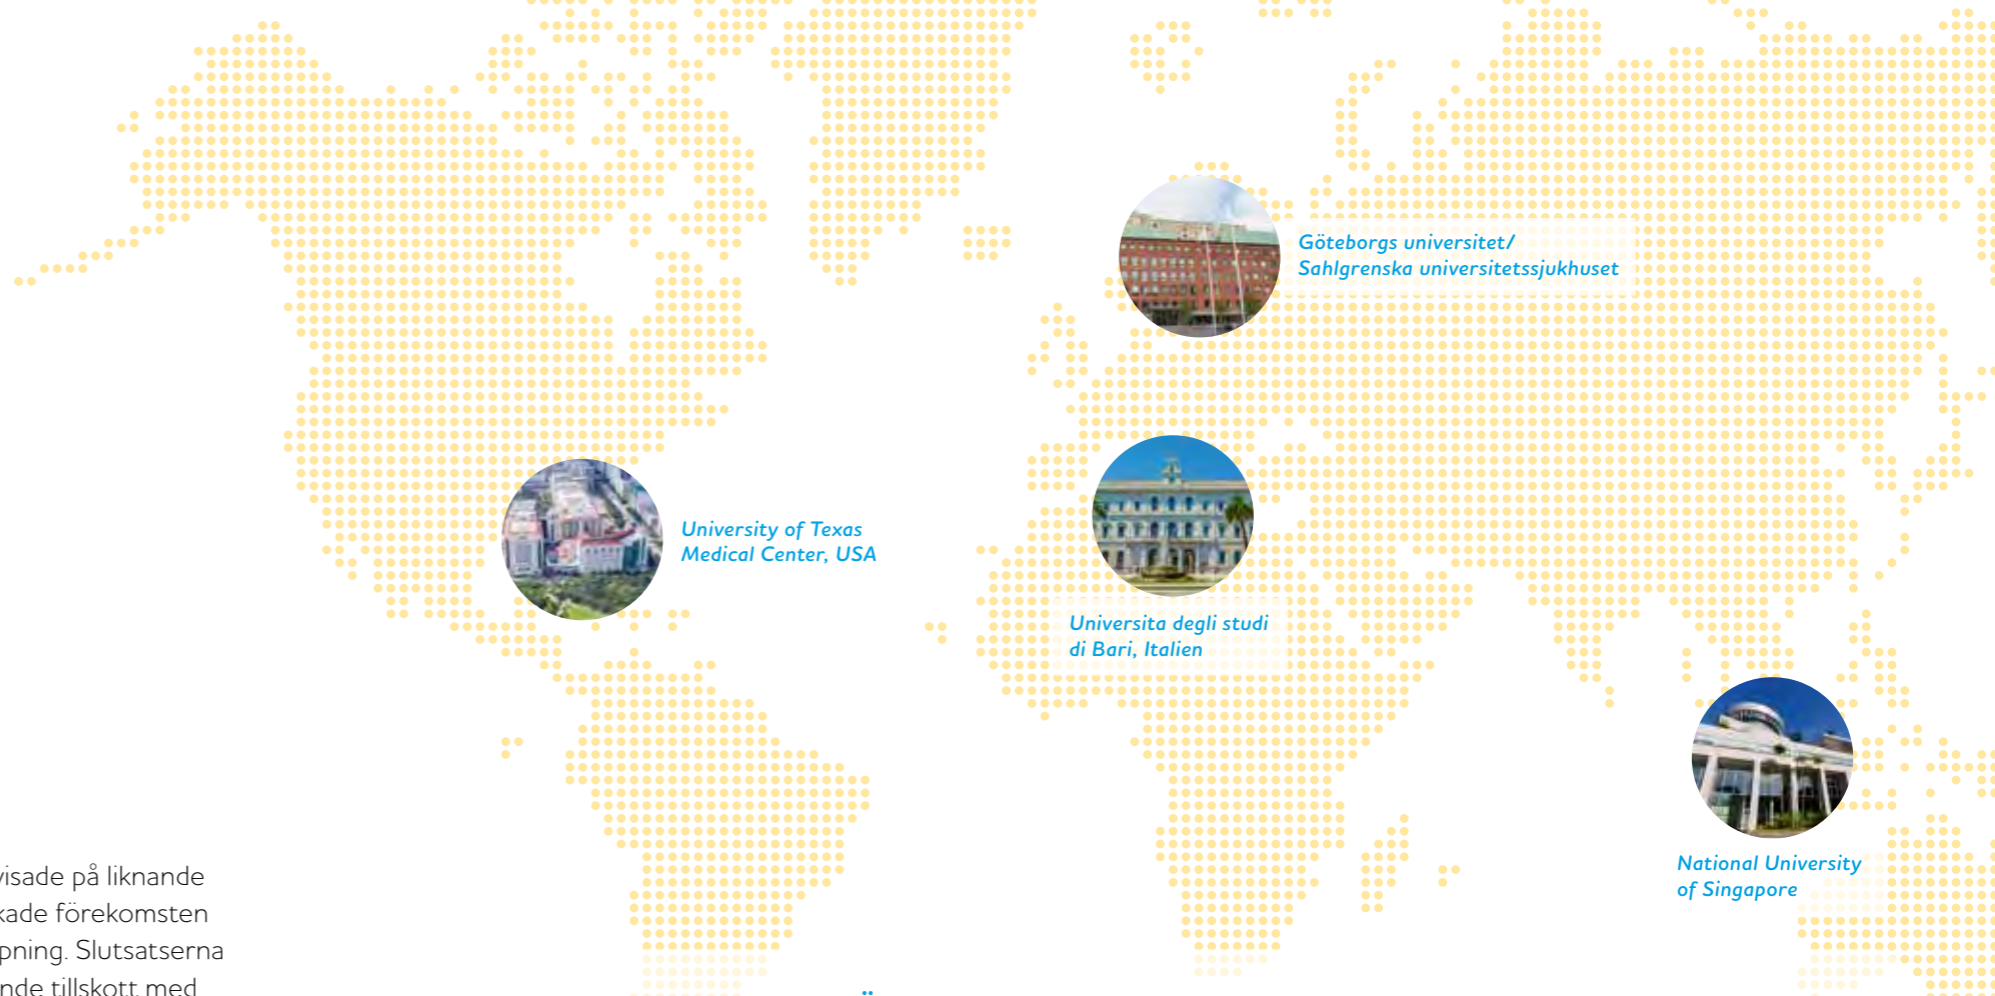 Göteborgs universitet/
Sahlgrenska universitetssjukhuset
University of Texas
Medical Center, USA
Universita degli studi
di Bari, Italien
National University
of Singapore
visade på liknande
kade förekomsten
pning. Slutsatserna
nde tillskott med